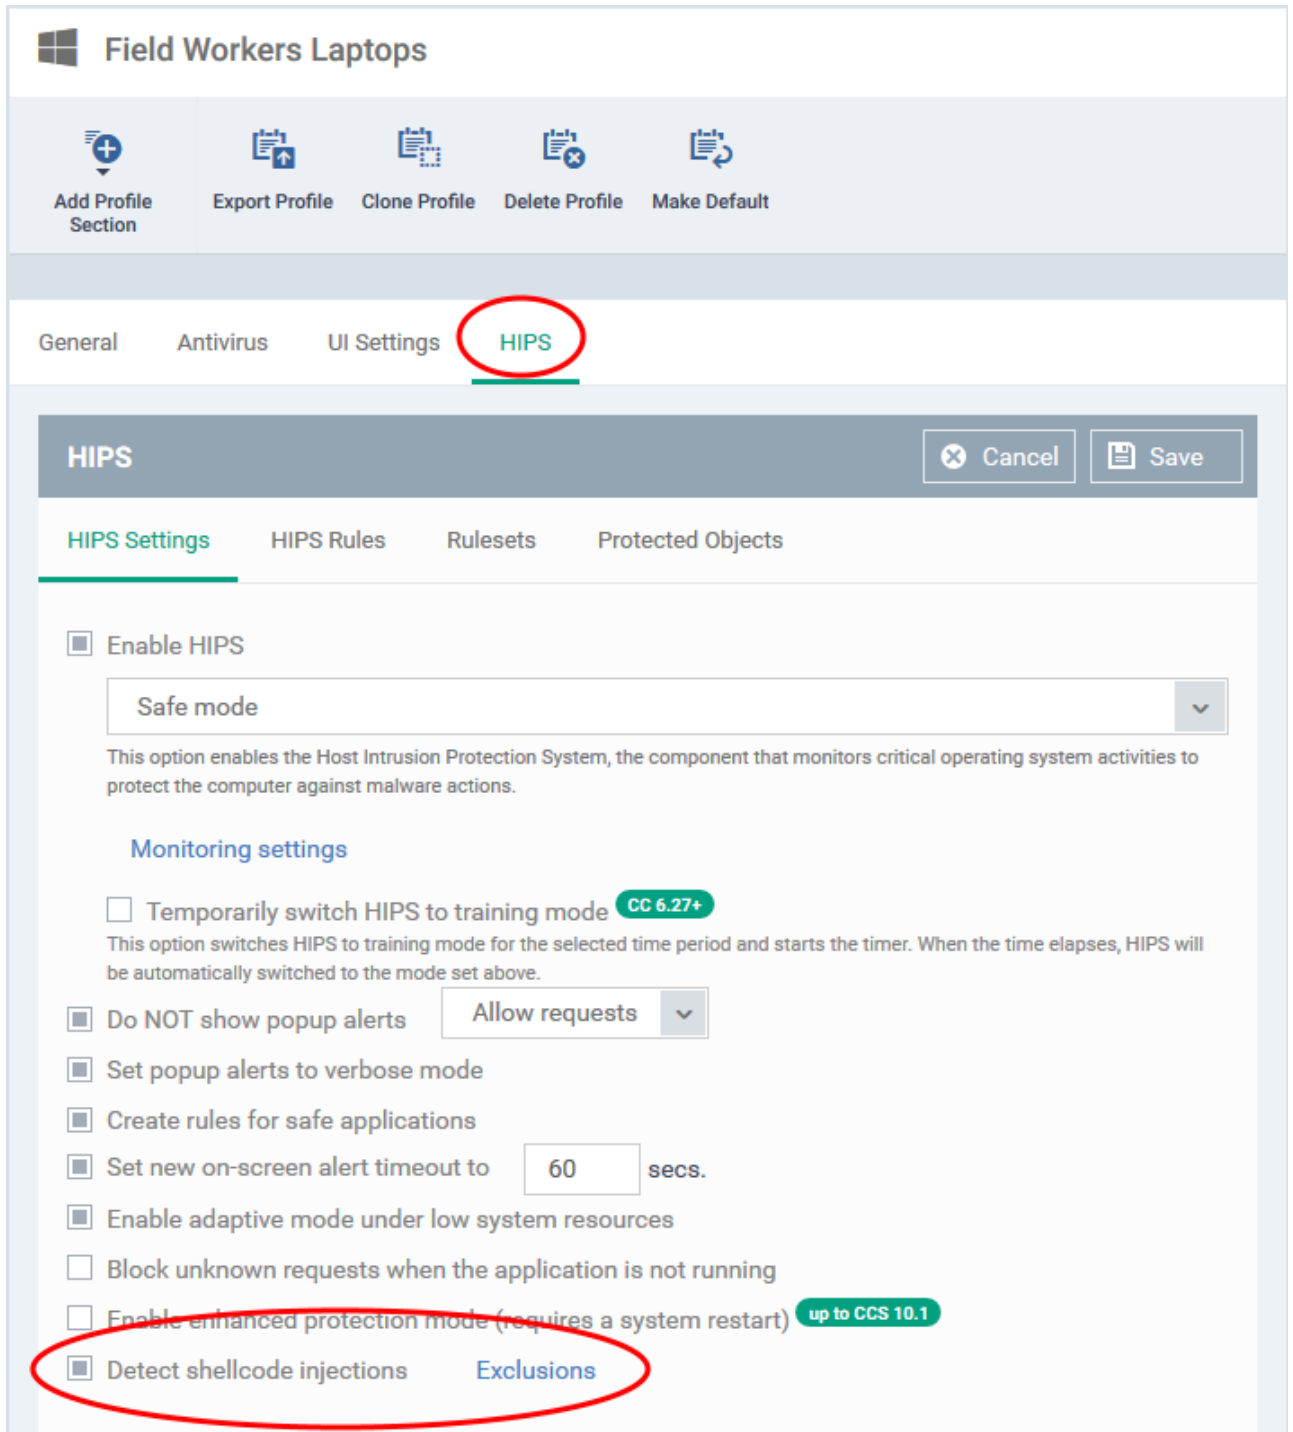 Field Workers Laptops
Add Profile
Section
Export Profile
Clone Profile
Delete Profile
Make Default
General
Antivirus
UI Settings
HIPS
HIPS
Cancel
Save
HIPS Settings
HIPS Rules
Rulesets
Protected Objects
Enable HIPS
Safe mode
This option enables the Host Intrusion Protection System, the component that monitors critical operating system activities to
protect the computer against malware actions.
Monitoring settings
Temporarily switch HIPS to training mode CC 6.27+
This option switches HIPS to training mode for the selected time period and starts the timer. When the time elapses, HIPS will
be automatically switched to the mode set above.
Do NOT show popup alerts Allow requests
Set popup alerts to verbose mode
Create rules for safe applications
Set new on-screen alert timeout to 60 secs.
Enable adaptive mode under low system resources
Block unknown requests when the application is not running
Enable enhanced protection mode (requires a system restart) up to CCS 10.1
Detect shellcode injections Exclusions